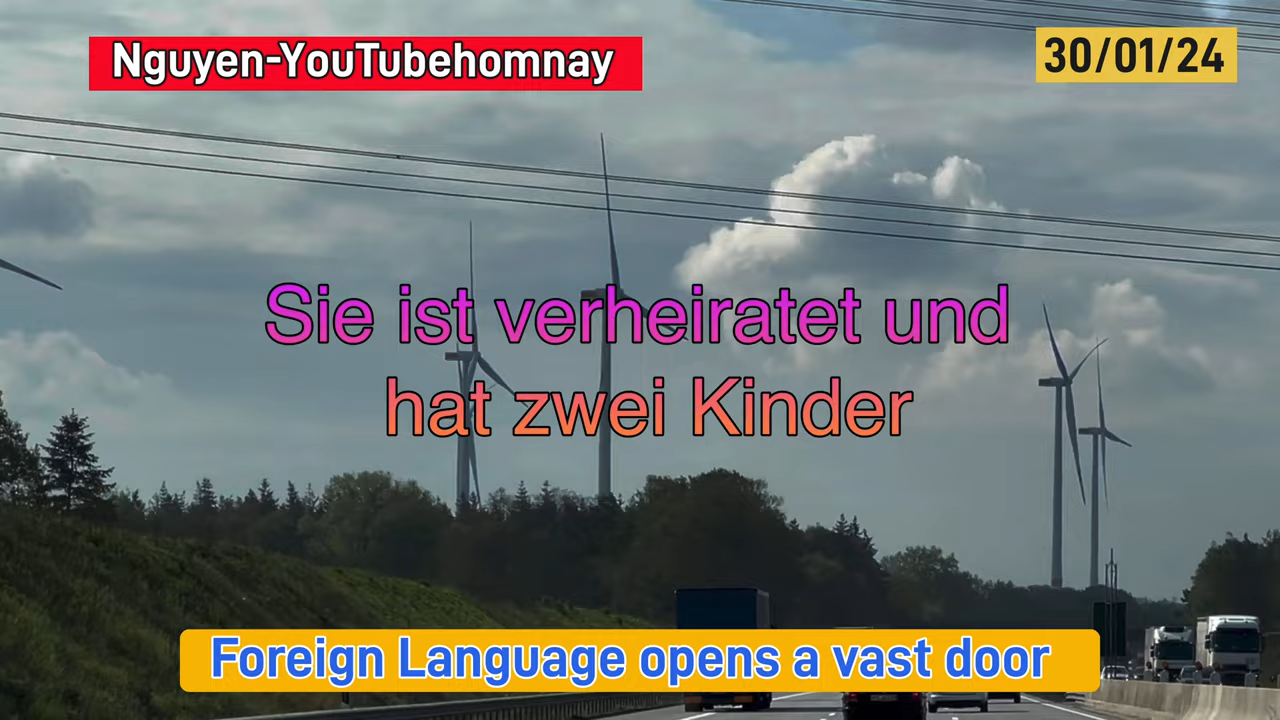 Nguyen-YouTubehomnay
30/01/24
Sie ist verheiratet und
hat zwei Kinder
Foreign Language opens a vast door